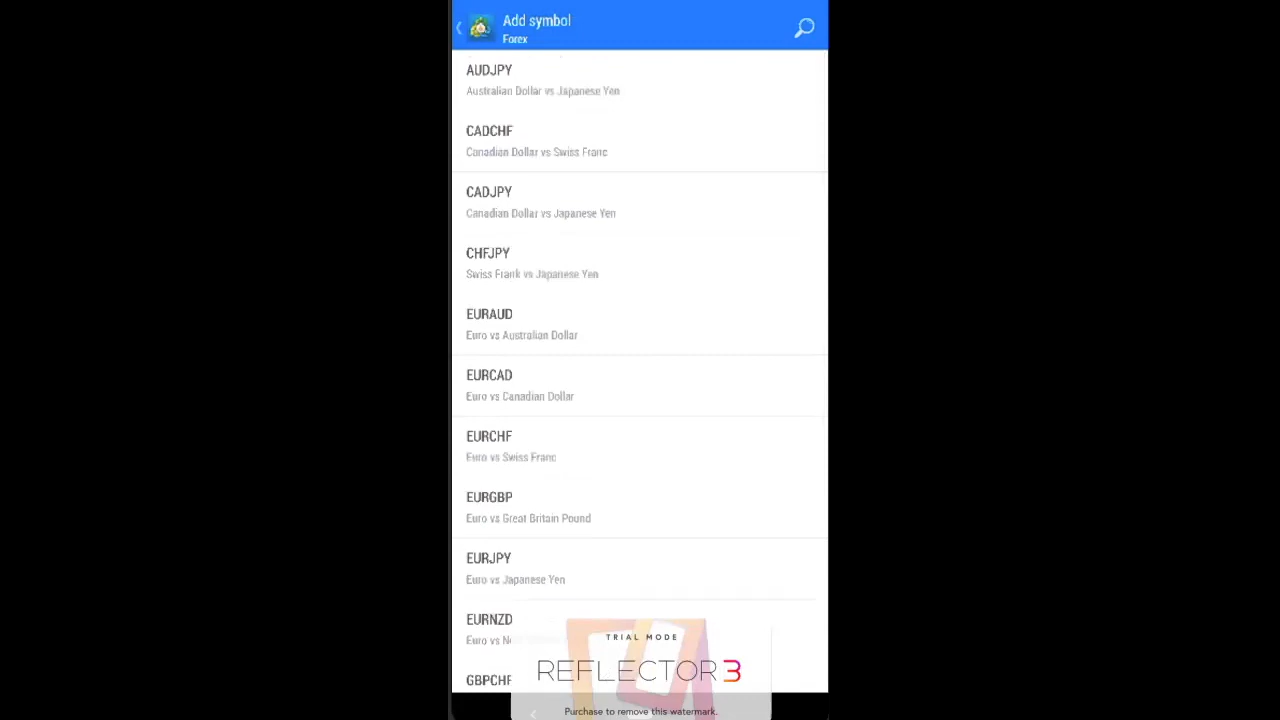 Add symbol
Forex
AUDJPY
Australian Dollar vs Japanese Yen
CADCHF
Canadian Dollar vs Swiss Franc
CADJPY
Canadian Dollar vs Japanese Yen
CHFJPY
Swiss Frank vs Japanese Yen
EURAUD
Euro vs Australian Dollar
EURCAD
Euro vs Canadian Dollar
EURCHF
Euro vs Swiss Franc
EURGBP
Euro vs Great Britain Pound
EURJPY
Euro vs Japanese Yen
EURNZD
Euro vs
TRIAL MODE
REFLECTOR 3
GBPCHF
Purchase to remove this watermark.